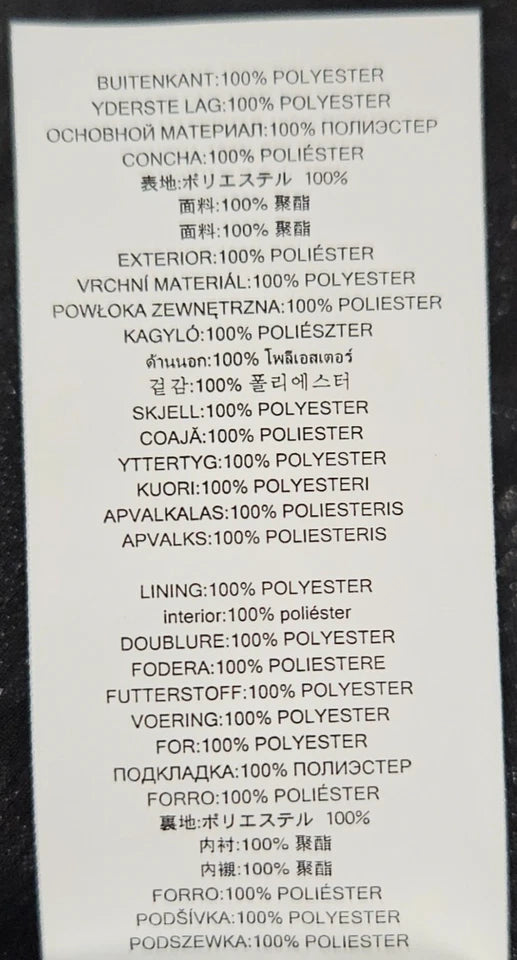 BUITENKANT:100% POLYESTER
YDERSTE LAG:100% POLYESTER
ОСНОВНОЙ МАТЕРИАЛ:100% ПОЛИЭСТЕР
CONCHA:100% POLIÉSTER
表地:ポリエステル 100%
面料:100% 聚酯
面料:100% 聚酯
EXTERIOR:100% POLIÉSTER
VRCHNÍ MATERIÁL:100% POLYESTER
POWŁOKA ZEWNĘTRZNA:100% POLIESTER
KAGYLÓ:100% POLIÉSZTER
ด้านนอก:100% โพลีเอสเตอร์
겉감:100% 폴리에스터
SKJELL:100% POLYESTER
COAJĂ:100% POLIESTER
YTTERTYG:100% POLYESTER
KUORI:100% POLYESTERI
APVALKALAS:100% POLIESTERIS
APVALKS:100% POLIESTERIS
LINING:100% POLYESTER
interior:100% poliéster
DOUBLURE:100% POLYESTER
FODERA:100% POLIESTERE
FUTTERSTOFF:100% POLYESTER
VOERING:100% POLYESTER
FOR:100% POLYESTER
ПОДКЛАДКА:100% ПОЛИЭСТЕР
FORRO:100% POLIÉSTER
裏地:ポリエステル 100%
内衬:100% 聚酯
内襯:100% 聚酯
FORRO:100% POLIÉSTER
PODŠÍVKA:100% POLYESTER
PODSZEWKA:100% POLIESTER